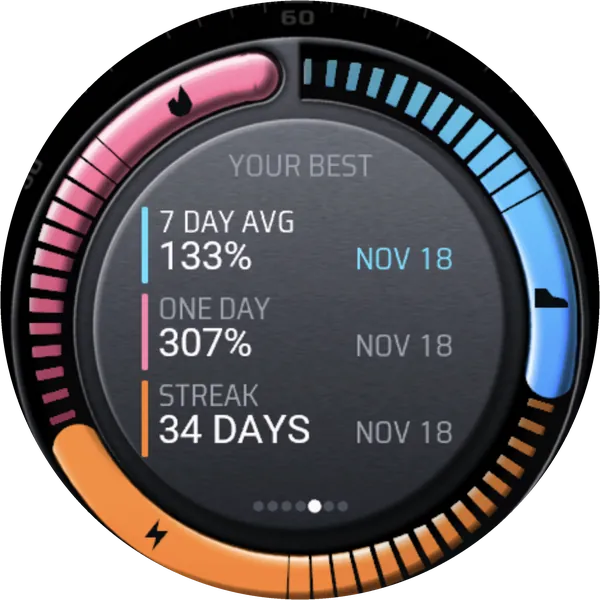 60
YOUR BEST
7 DAY AVG
133% NOV 18
ONE DAY
307% NOV 18
STREAK
34 DAYS NOV 18